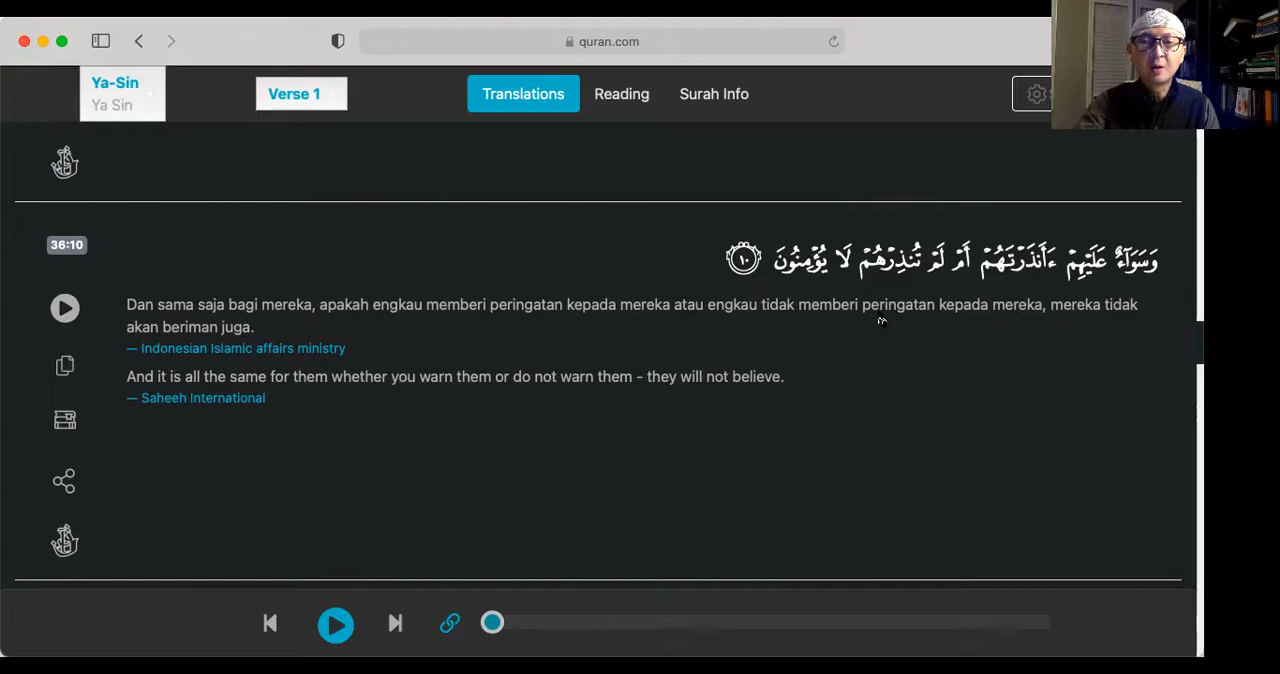 quran.com
Ya-Sin
Ya Sin
Verse 1
Translations
Reading
Surah Info
36:10
وَسَوَآءٌ عَلَيْهِمْ ءَأَنذَرْتَهُمْ أَمْ لَمْ تُنذِرْهُمْ لَا يُؤْمِنُونَ ١٠
Dan sama saja bagi mereka, apakah engkau memberi peringatan kepada mereka atau engkau tidak memberi peringatan kepada mereka, mereka tidak
akan beriman juga.
— Indonesian Islamic affairs ministry
And it is all the same for them whether you warn them or do not warn them - they will not believe.
— Saheeh International